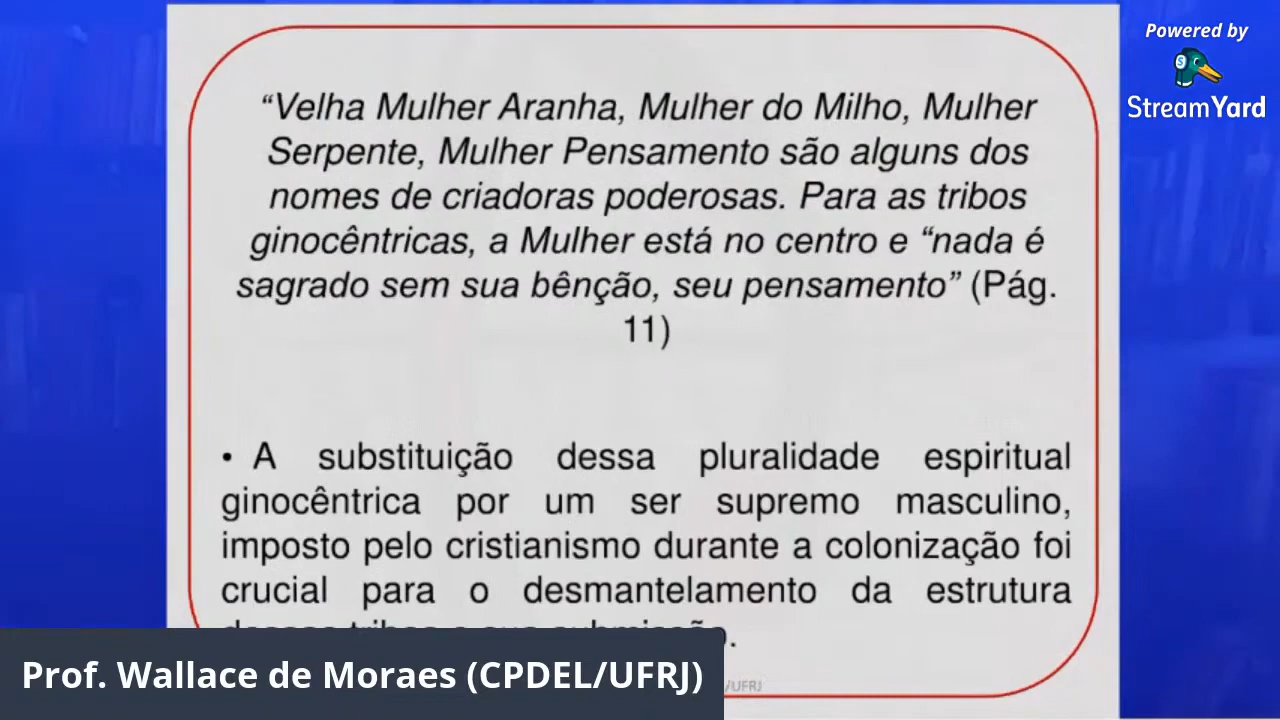 Powered by
StreamYard
“Velha Mulher Aranha, Mulher do Milho, Mulher
Serpente, Mulher Pensamento são alguns dos
nomes de criadoras poderosas. Para as tribos
ginocêntricas, a Mulher está no centro e “nada é
sagrado sem sua bênção, seu pensamento” (Pág.
11)
• A substituição dessa pluralidade espiritual
ginocêntrica por um ser supremo masculino,
imposto pelo cristianismo durante a colonização foi
crucial para o desmantelamento da estrutura
/UFRJ
Prof. Wallace de Moraes (CPDEL/UFRJ)